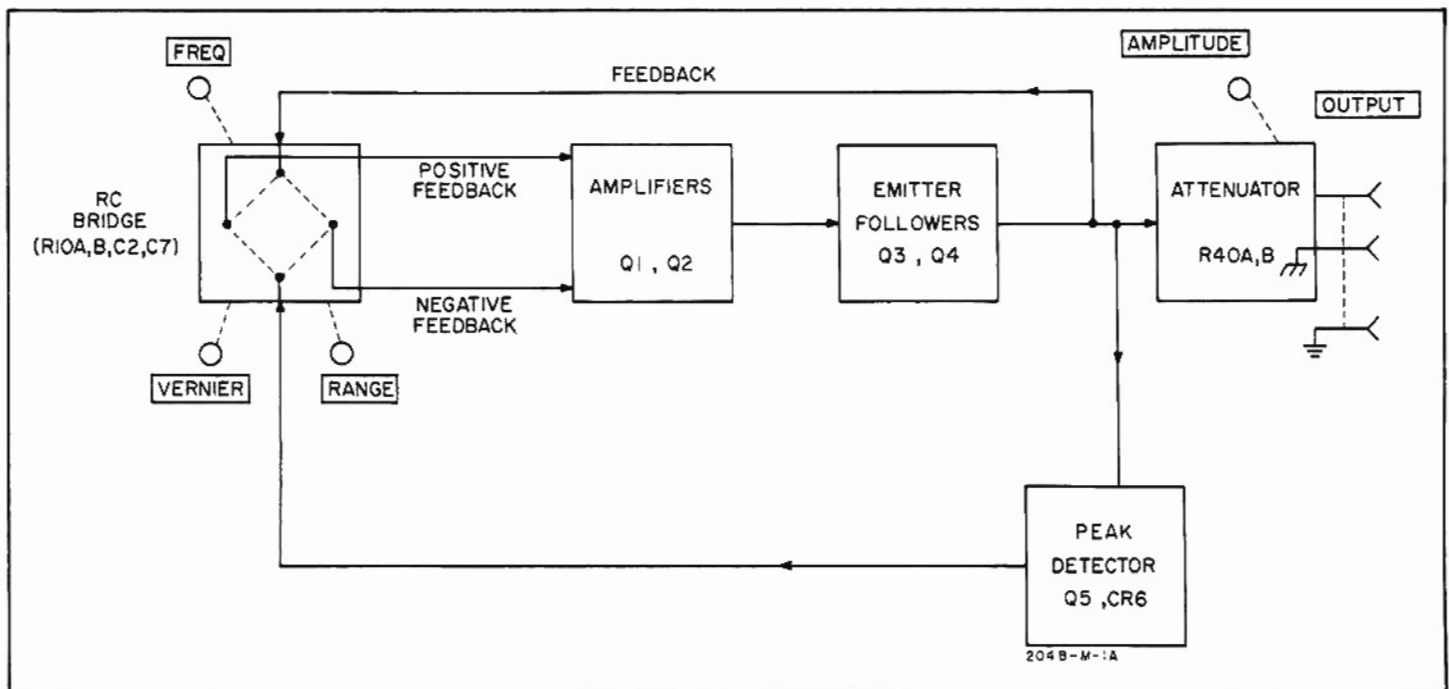 FREQ
FEEDBACK
AMPLITUDE
OUTPUT
RC
BRIDGE
(R10A,B,C2,C7)
POSITIVE
FEEDBACK
NEGATIVE
FEEDBACK
VERNIER
RANGE
AMPLIFIERS
Q1 , Q2
EMITTER
FOLLOWERS
Q3 , Q4
ATTENUATOR
R40A,B
PEAK
DETECTOR
Q5 ,CR6
204B-M-1A